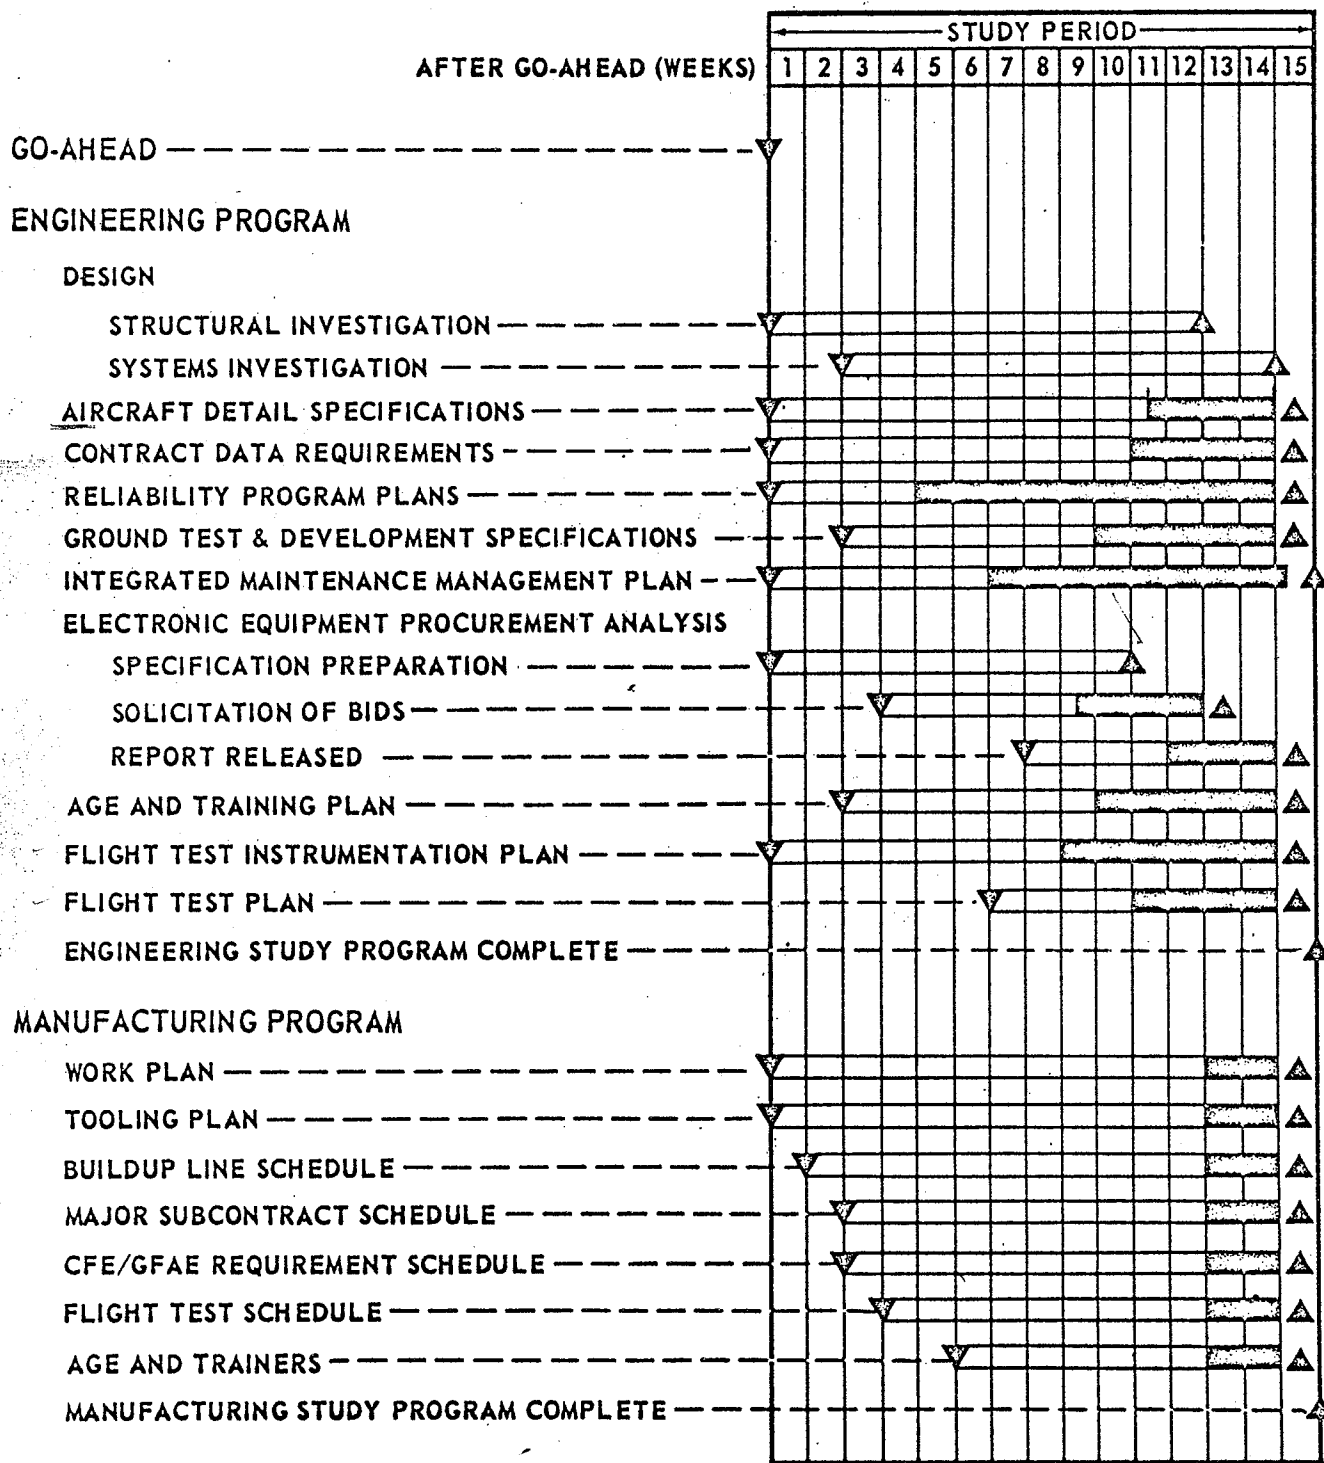 STUDY PERIOD
AFTER GO-AHEAD (WEEKS) 1 2 3 4 5 6 7 8 9 10 11 12 13 14 15
GO-AHEAD
ENGINEERING PROGRAM
DESIGN
STRUCTURAL INVESTIGATION
SYSTEMS INVESTIGATION
AIRCRAFT DETAIL SPECIFICATIONS
CONTRACT DATA REQUIREMENTS
RELIABILITY PROGRAM PLANS
GROUND TEST & DEVELOPMENT SPECIFICATIONS
INTEGRATED MAINTENANCE MANAGEMENT PLAN
ELECTRONIC EQUIPMENT PROCUREMENT ANALYSIS
SPECIFICATION PREPARATION
SOLICITATION OF BIDS
REPORT RELEASED
AGE AND TRAINING PLAN
FLIGHT TEST INSTRUMENTATION PLAN
FLIGHT TEST PLAN
ENGINEERING STUDY PROGRAM COMPLETE
MANUFACTURING PROGRAM
WORK PLAN
TOOLING PLAN
BUILDUP LINE SCHEDULE
MAJOR SUBCONTRACT SCHEDULE
CFE/GFAE REQUIREMENT SCHEDULE
FLIGHT TEST SCHEDULE
AGE AND TRAINERS
MANUFACTURING STUDY PROGRAM COMPLETE